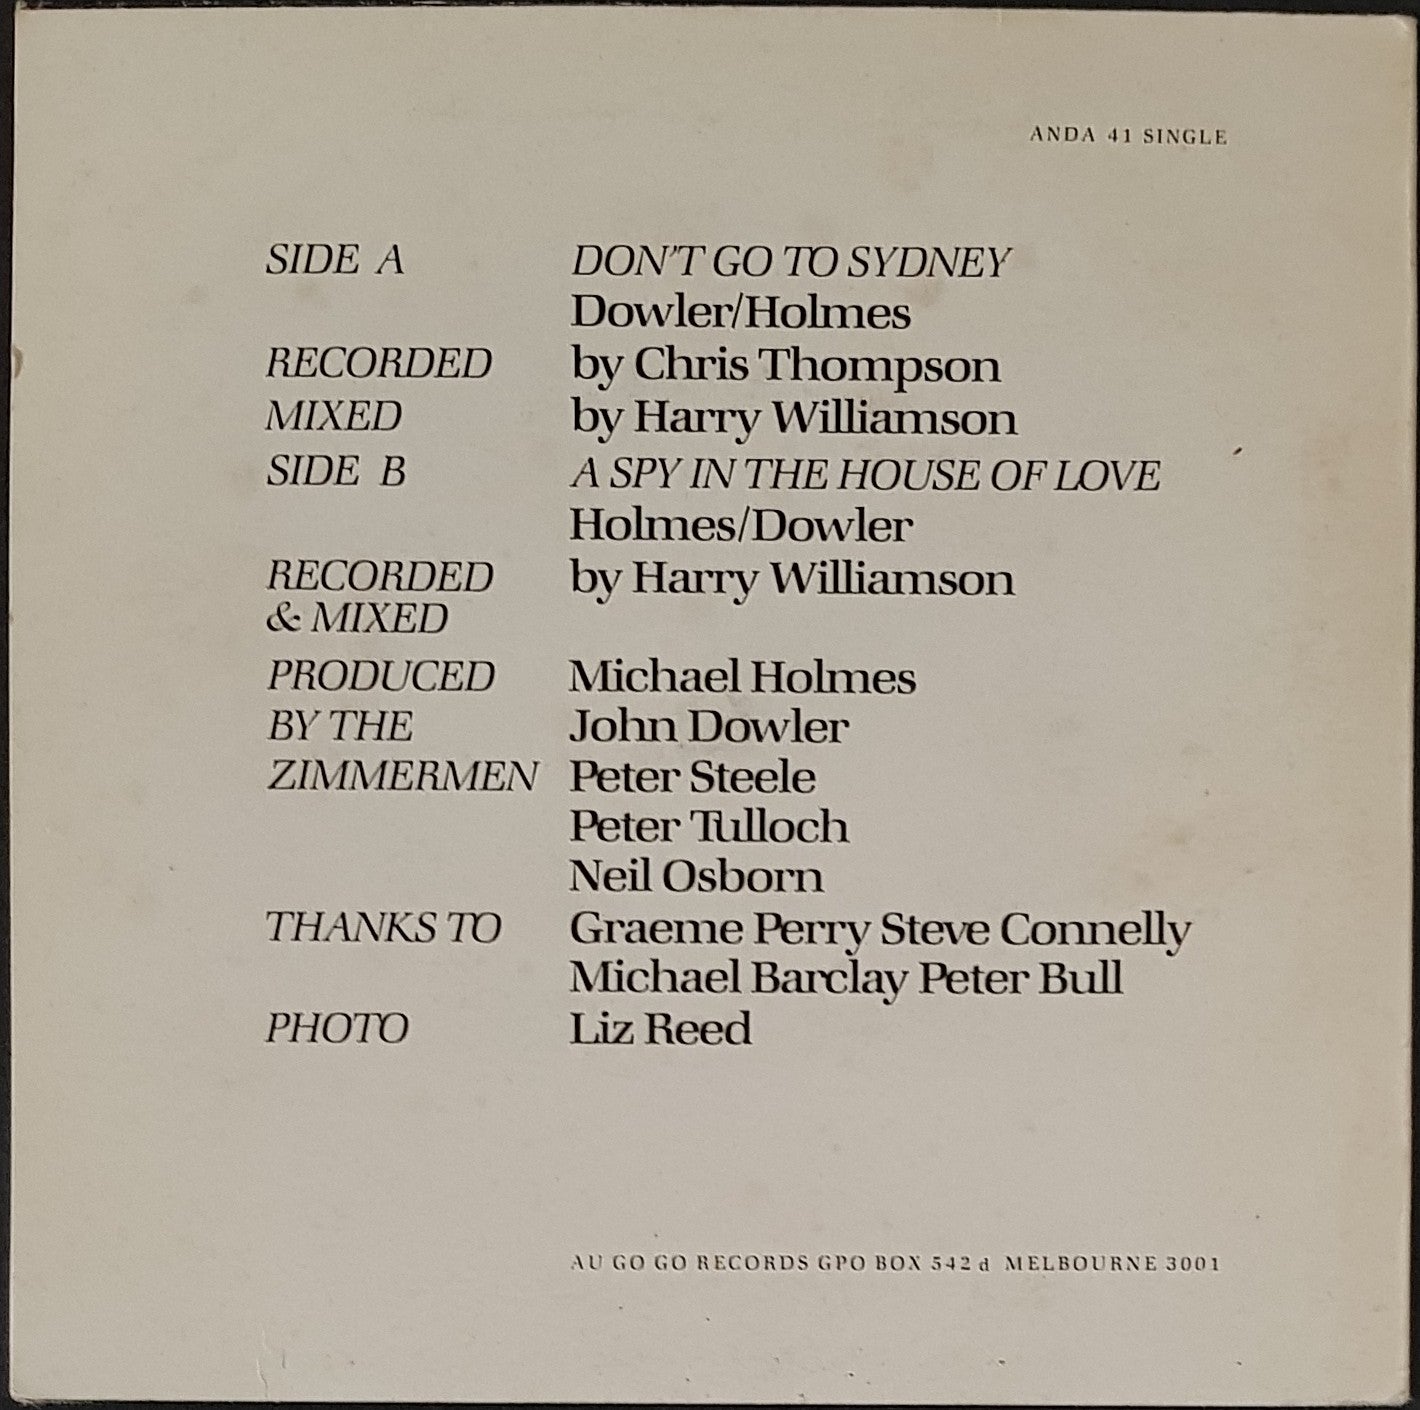 ANDA 41 SINGLE
SIDE A DON'T GO TO SYDNEY
Dowler/Holmes
RECORDED by Chris Thompson
MIXED by Harry Williamson
SIDE B A SPY IN THE HOUSE OF LOVE
Holmes/Dowler
RECORDED by Harry Williamson
& MIXED
PRODUCED Michael Holmes
BY THE John Dowler
ZIMMERMEN Peter Steele
Peter Tulloch
Neil Osborn
THANKS TO Graeme Perry Steve Connelly
Michael Barclay Peter Bull
PHOTO Liz Reed
AU GO GO RECORDS GPO BOX 542 d MELBOURNE 3001